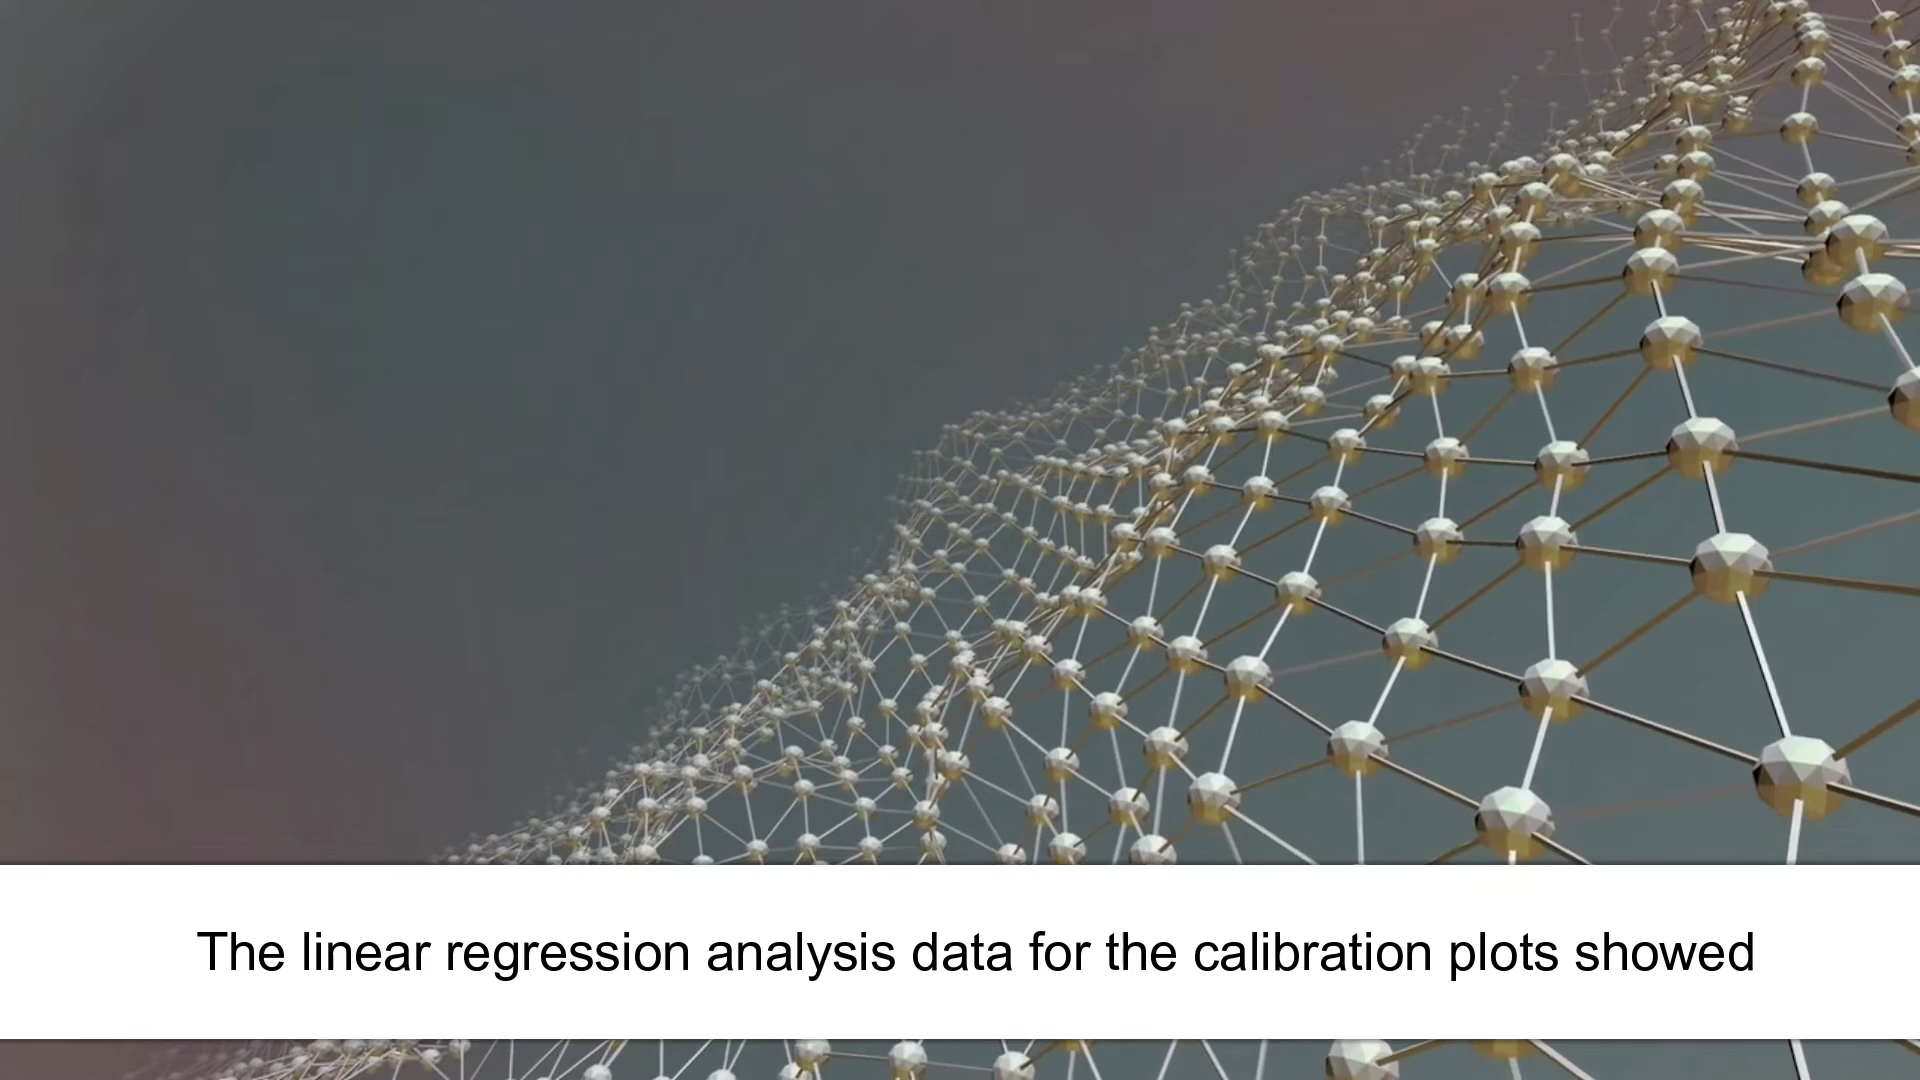 The linear regression analysis data for the calibration plots showed